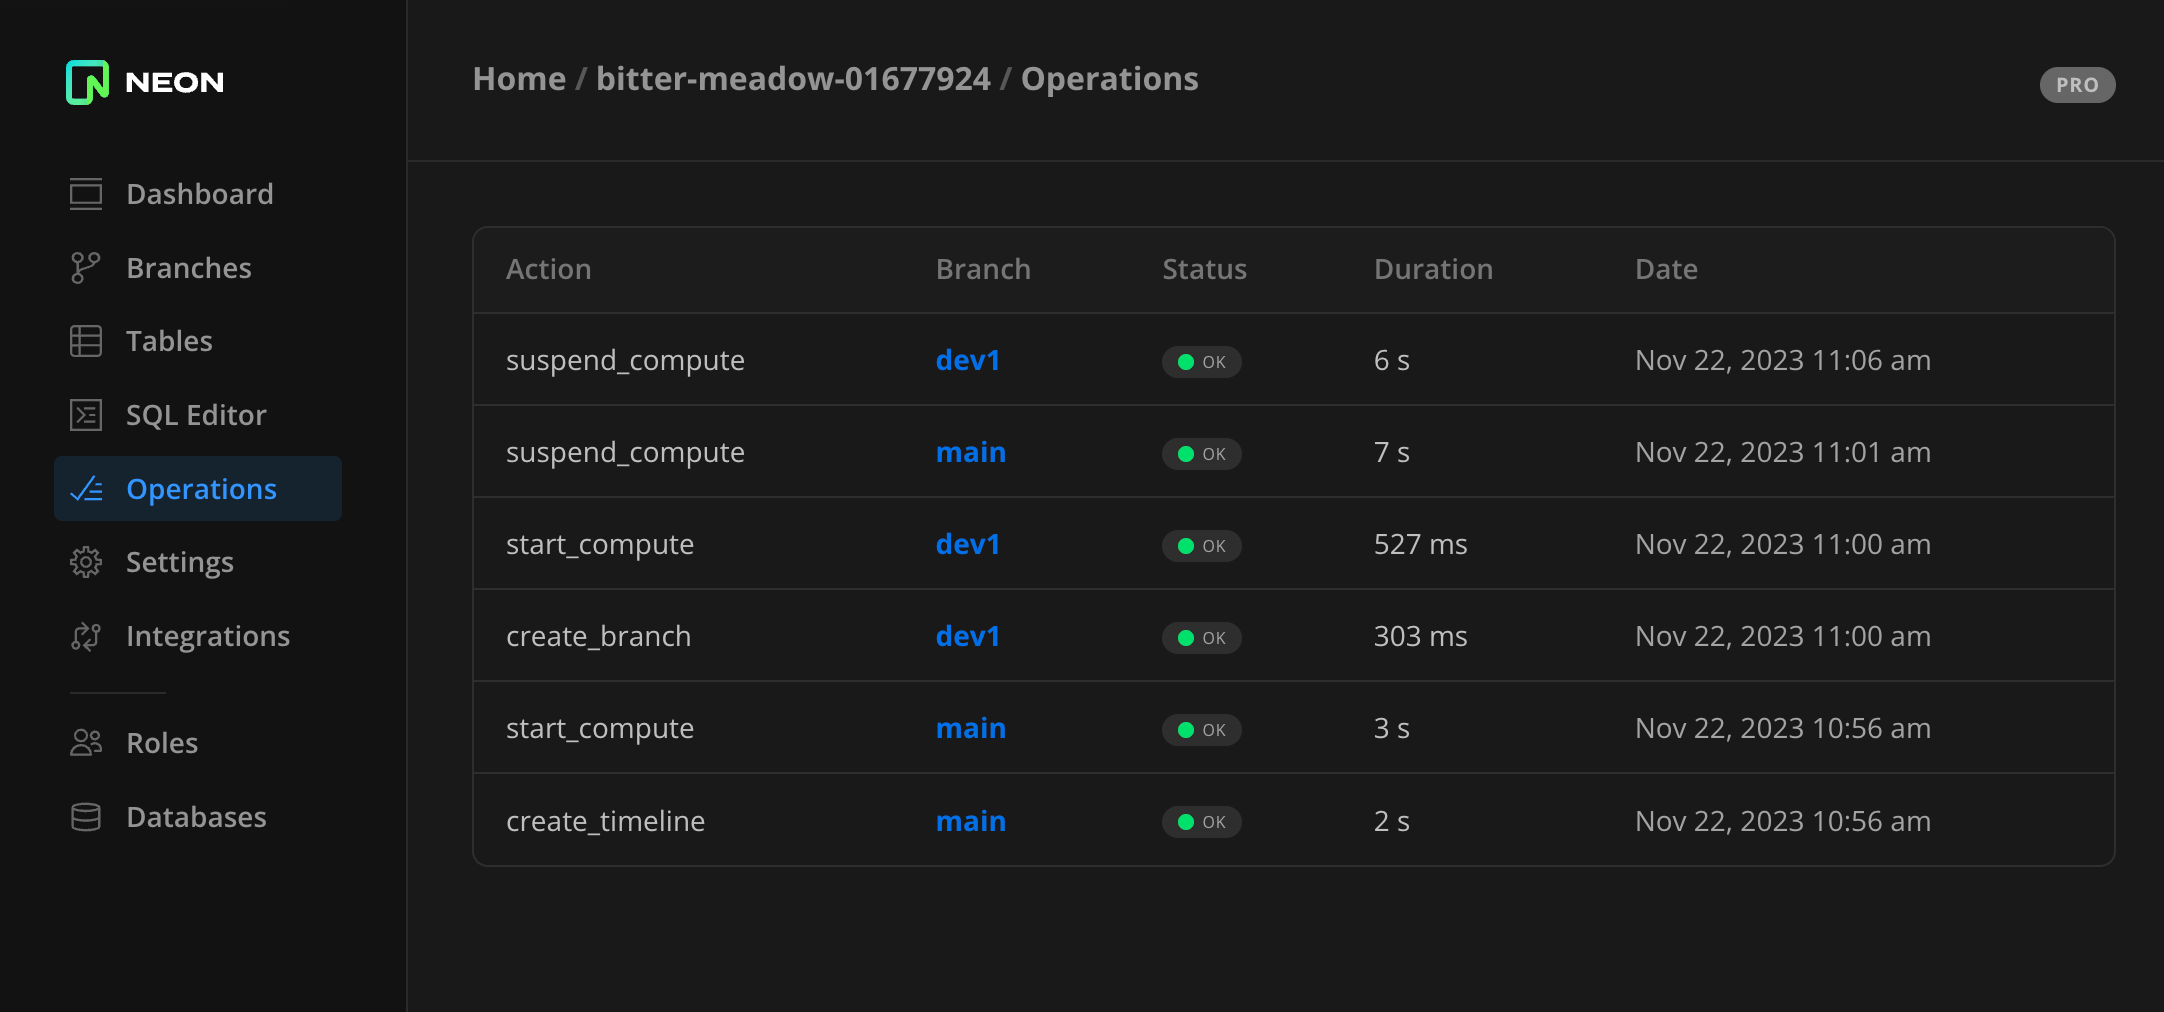 NEON
Home / bitter-meadow-01677924 / Operations
PRO
Dashboard
Branches
Tables
SQL Editor
Operations
Settings
Integrations
Roles
Databases
Action Branch Status Duration Date
suspend_compute dev1 OK 6 s Nov 22, 2023 11:06 am
suspend_compute main OK 7 s Nov 22, 2023 11:01 am
start_compute dev1 OK 527 ms Nov 22, 2023 11:00 am
create_branch dev1 OK 303 ms Nov 22, 2023 11:00 am
start_compute main OK 3 s Nov 22, 2023 10:56 am
create_timeline main OK 2 s Nov 22, 2023 10:56 am